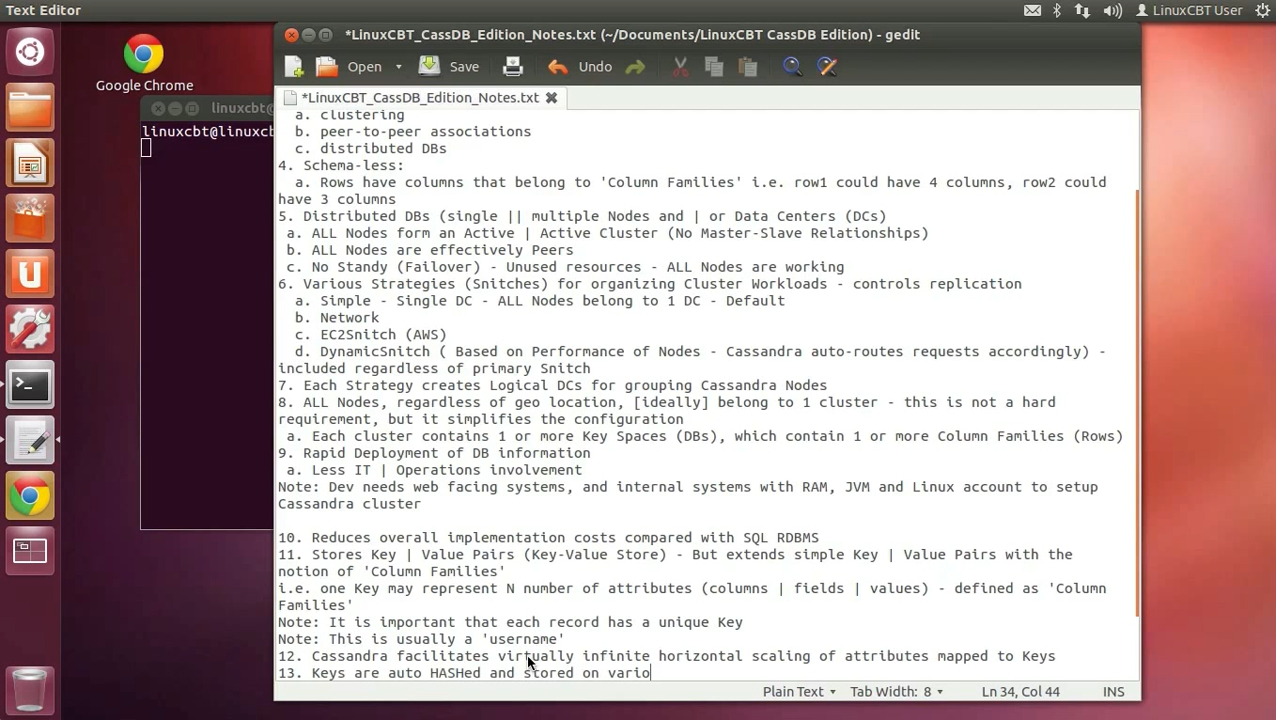 Text Editor
LinuxCBT User
*LinuxCBT_CassDB_Edition_Notes.txt (~/Documents/LinuxCBT CassDB Edition) - gedit
Google Chrome
Open
Save
Undo
*LinuxCBT_CassDB_Edition_Notes.txt
linuxcbt@
linuxcbt@linuxcb
a. clustering
b. peer-to-peer associations
c. distributed DBs
4. Schema-less:
a. Rows have columns that belong to 'Column Families' i.e. row1 could have 4 columns, row2 could
have 3 columns
5. Distributed DBs (single || multiple Nodes and | or Data Centers (DCs)
a. ALL Nodes form an Active | Active Cluster (No Master-Slave Relationships)
b. ALL Nodes are effectively Peers
c. No Standy (Failover) - Unused resources - ALL Nodes are working
6. Various Strategies (Snitches) for organizing Cluster Workloads - controls replication
a. Simple - Single DC - ALL Nodes belong to 1 DC - Default
b. Network
c. EC2Snitch (AWS)
d. DynamicSnitch ( Based on Performance of Nodes - Cassandra auto-routes requests accordingly) -
included regardless of primary Snitch
7. Each Strategy creates Logical DCs for grouping Cassandra Nodes
8. ALL Nodes, regardless of geo location, [ideally] belong to 1 cluster - this is not a hard
requirement, but it simplifies the configuration
a. Each cluster contains 1 or more Key Spaces (DBs), which contain 1 or more Column Families (Rows)
9. Rapid Deployment of DB information
a. Less IT | Operations involvement
Note: Dev needs web facing systems, and internal systems with RAM, JVM and Linux account to setup
Cassandra cluster
10. Reduces overall implementation costs compared with SQL RDBMS
11. Stores Key | Value Pairs (Key-Value Store) - But extends simple Key | Value Pairs with the
notion of 'Column Families'
i.e. one Key may represent N number of attributes (columns | fields | values) - defined as 'Column
Families'
Note: It is important that each record has a unique Key
Note: This is usually a 'username'
12. Cassandra facilitates virtually infinite horizontal scaling of attributes mapped to Keys
13. Keys are auto HASHed and stored on vario
Plain Text
Tab Width: 8
Ln 34, Col 44
INS